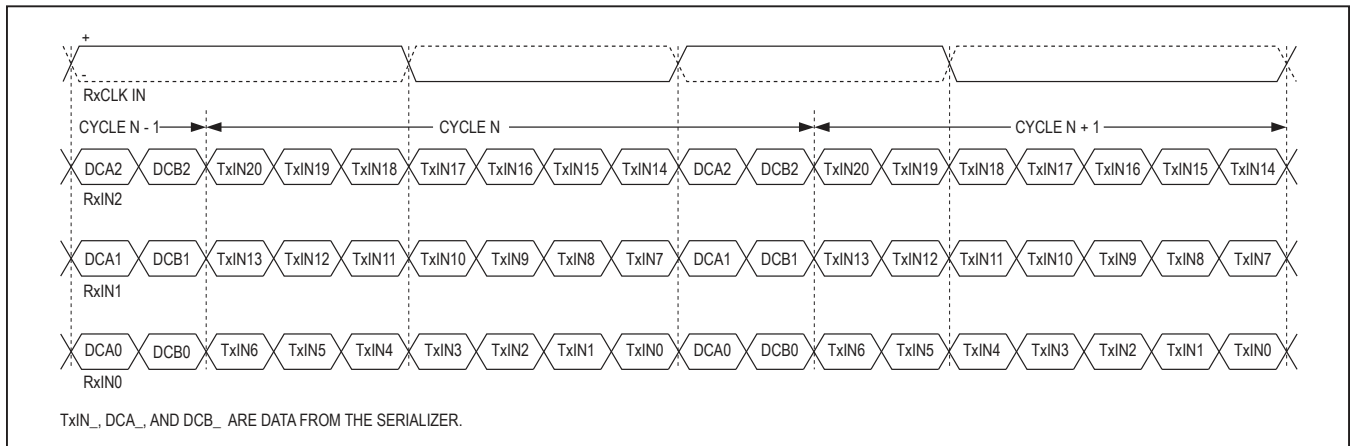 +
-
RxCLK IN
CYCLE N - 1 CYCLE N CYCLE N + 1
DCA2 DCB2 TxIN20 TxIN19 TxIN18 TxIN17 TxIN16 TxIN15 TxIN14 DCA2 DCB2 TxIN20 TxIN19 TxIN18 TxIN17 TxIN16 TxIN15 TxIN14
RxIN2
DCA1 DCB1 TxIN13 TxIN12 TxIN11 TxIN10 TxIN9 TxIN8 TxIN7 DCA1 DCB1 TxIN13 TxIN12 TxIN11 TxIN10 TxIN9 TxIN8 TxIN7
RxIN1
DCA0 DCB0 TxIN6 TxIN5 TxIN4 TxIN3 TxIN2 TxIN1 TxIN0 DCA0 DCB0 TxIN6 TxIN5 TxIN4 TxIN3 TxIN2 TxIN1 TxIN0
RxIN0
TxIN_, DCA_, AND DCB_ ARE DATA FROM THE SERIALIZER.